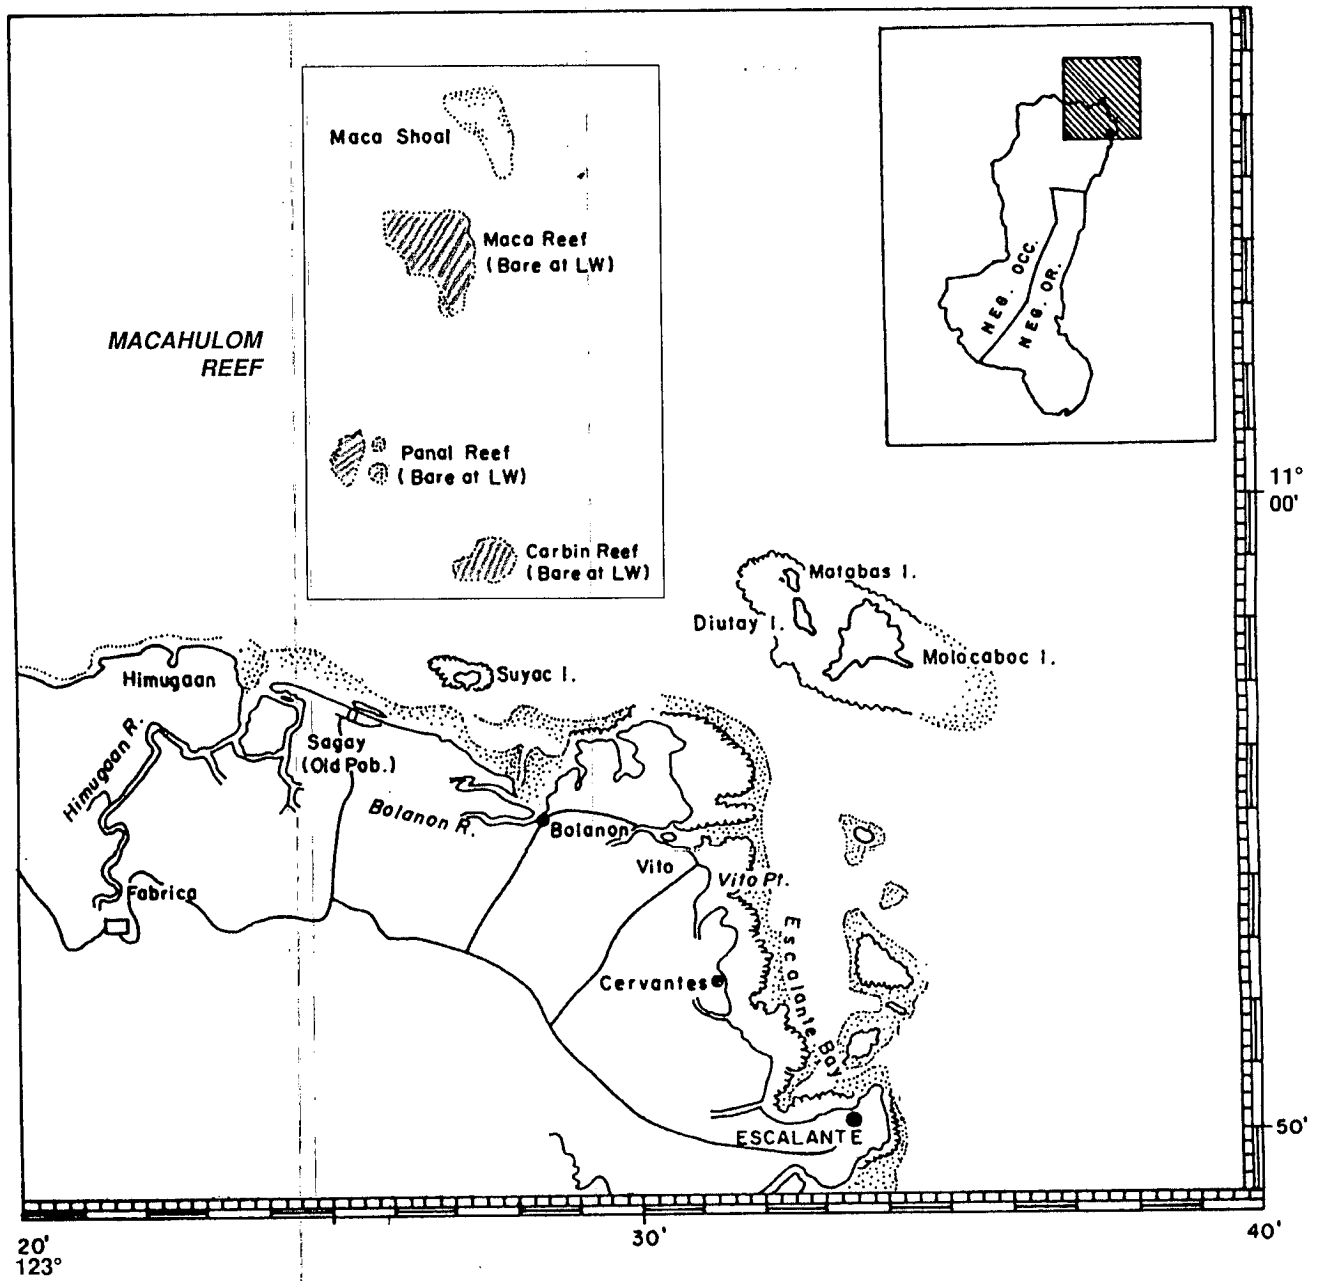 Maca Shoal
Maca Reef
(Bare at LW)
MACAHULOM
REEF
Panal Reef
(Bare at LW)
Carbin Reef
(Bare at LW)
NEG. OCC.
NEG. OR.
11°
00'
Matabas I.
Diutay I.
Molocaboc I.
Suyac I.
Himugaan
Himugaan R.
Sagay
(Old Pob.)
Bolanon R.
Bolanon
Vito
Vito Pt.
Fabrica
Escalante Bay
Cervantes
ESCALANTE
50'
20'
123°
30'
40'